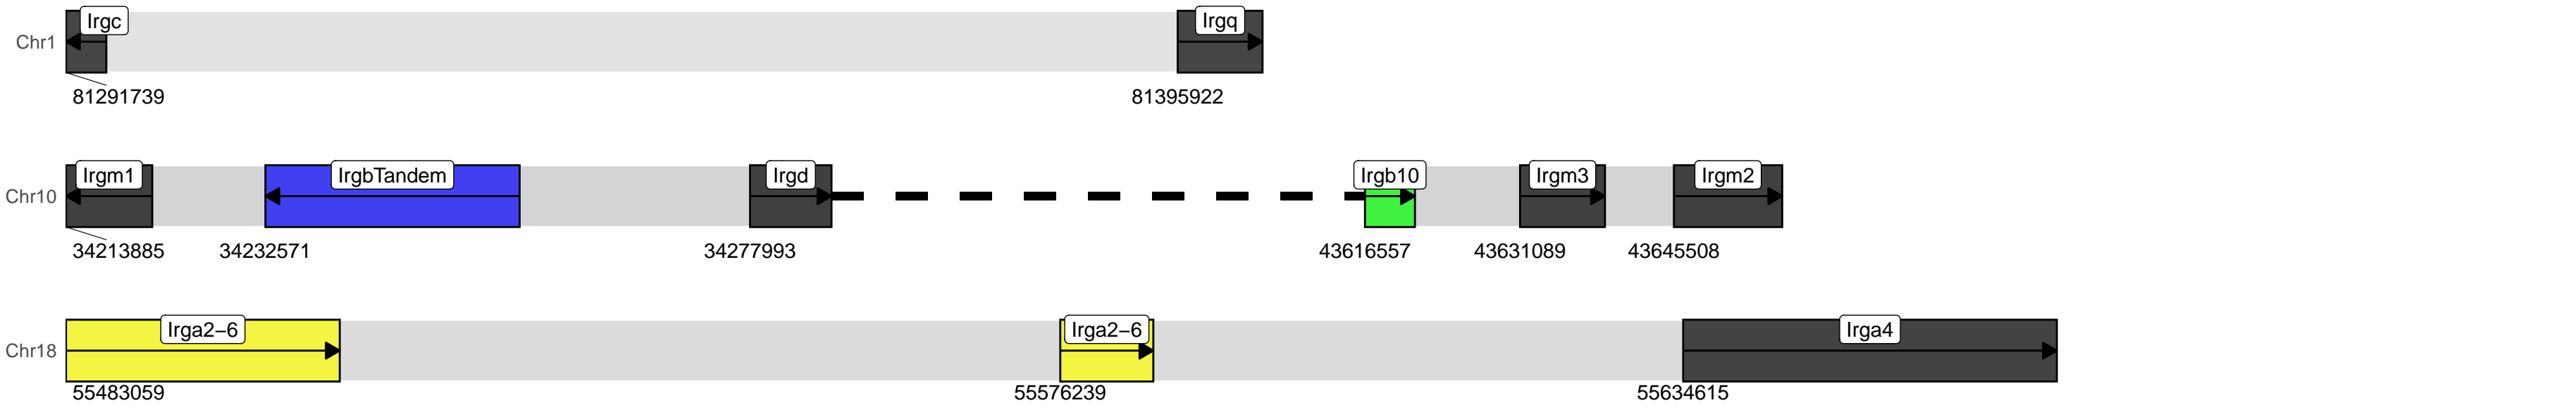 Irgc Irgq
Chr1
81291739 81395922
Irgm1 IrgbTandem Irgd Irgb10 Irgm3 Irgm2
Chr10
34213885 34232571 34277993 43616557 43631089 43645508
Irga2−6 Irga2−6 Irga4
Chr18
55483059 55576239 55634615